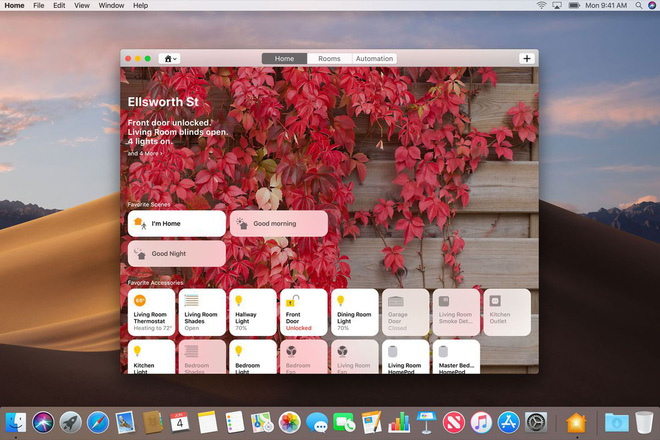 Home File Edit View Window Help
Mon 9:41 AM
Home Rooms Automation
Ellsworth St
Front door unlocked.
Living Room blinds open.
4 lights on.
and 4 More ›
Favorite Scenes
I'm Home
Good morning
Good Night
Favorite Accessories
68°
Living Room
Thermostat
Heating to 72°
Living Room
Shades
Open
Hallway
Light
70%
Front
Door
Unlocked
Dining Room
Light
70%
Garage
Door
Closed
Living Room
Smoke Det...
Kitchen
Outlet
Kitchen
Light
Bedroom
Shades
Bedroom
Light
Bedroom
Fan
Living Room
Fan
Living Room
HomePod
Master Bed...
HomePod
JUN
4